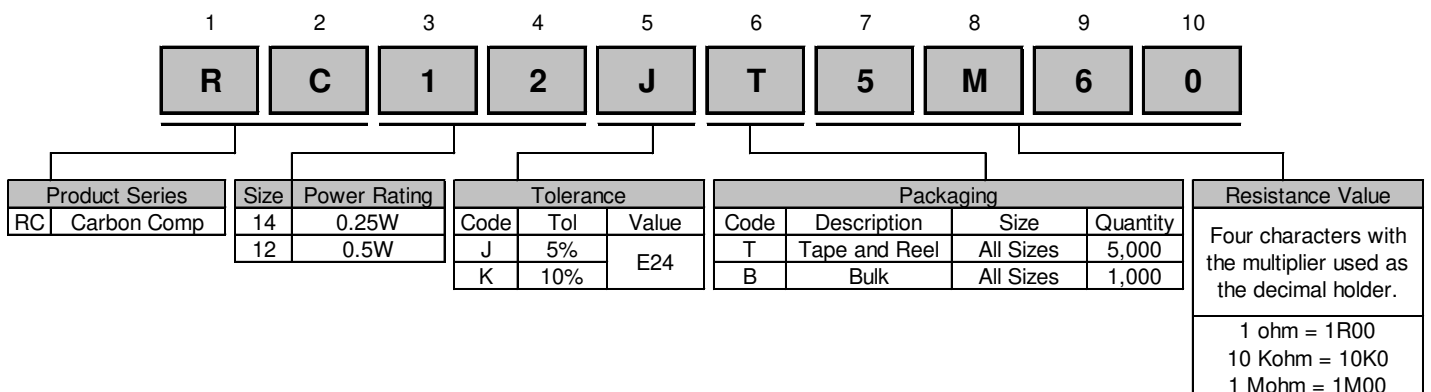 1 2 3 4 5 6 7 8 9 10
R C 1 2 J T 5 M 6 0
Product Series
RC Carbon Comp
Size Power Rating
14 0.25W
12 0.5W
Tolerance
Code Tol Value
J 5% E24
K 10%
Packaging
Code Description Size Quantity
T Tape and Reel All Sizes 5,000
B Bulk All Sizes 1,000
Resistance Value
Four characters with
the multiplier used as
the decimal holder.
1 ohm = 1R00
10 Kohm = 10K0
1 Mohm = 1M00